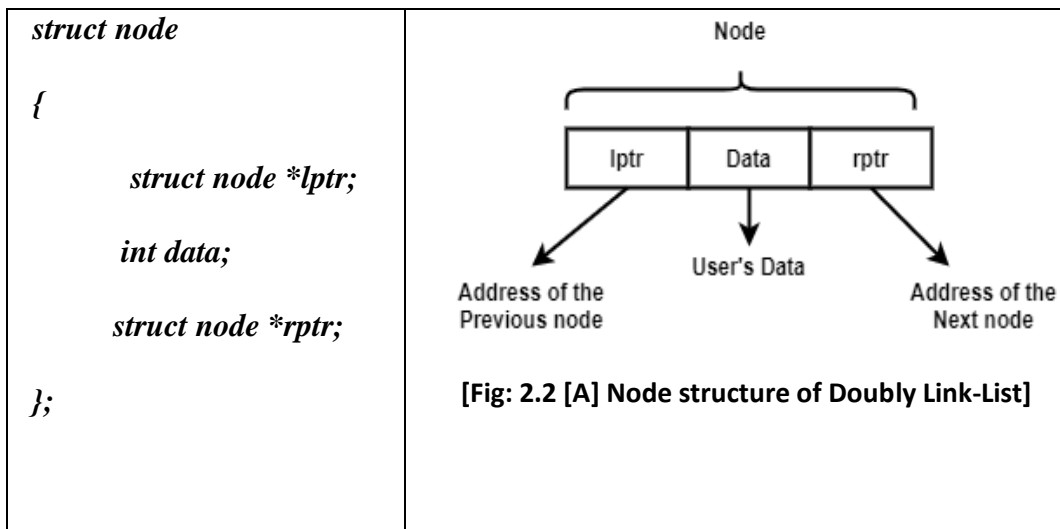 struct node
{
struct node *lptr;
int data;
struct node *rptr;
};
Node
lptr Data rptr
User's Data
Address of the
Previous node
Address of the
Next node
[Fig: 2.2 [A] Node structure of Doubly Link-List]